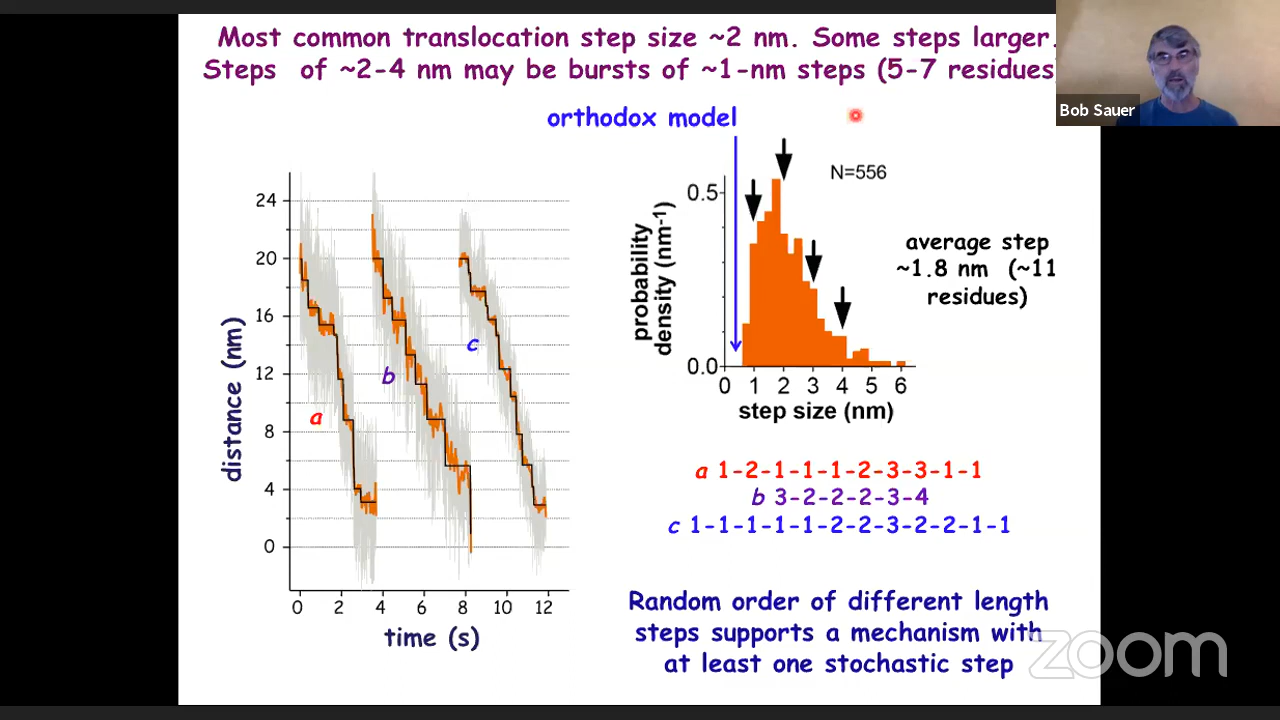 Most common translocation step size ~2 nm. Some steps larger.
Steps of ~2-4 nm may be bursts of ~1-nm steps (5-7 residues)
Bob Sauer
orthodox model
N=556
average step
~1.8 nm (~11
residues)
probability
density (nm-1)
0.5
0.0
0 1 2 3 4 5 6
step size (nm)
distance (nm)
24
20
16
12
8
4
0
a
b
c
0 2 4 6 8 10 12
time (s)
a 1-2-1-1-1-2-3-3-1-1
b 3-2-2-2-3-4
c 1-1-1-1-1-2-2-3-2-2-1-1
Random order of different length
steps supports a mechanism with
at least one stochastic step
zoom